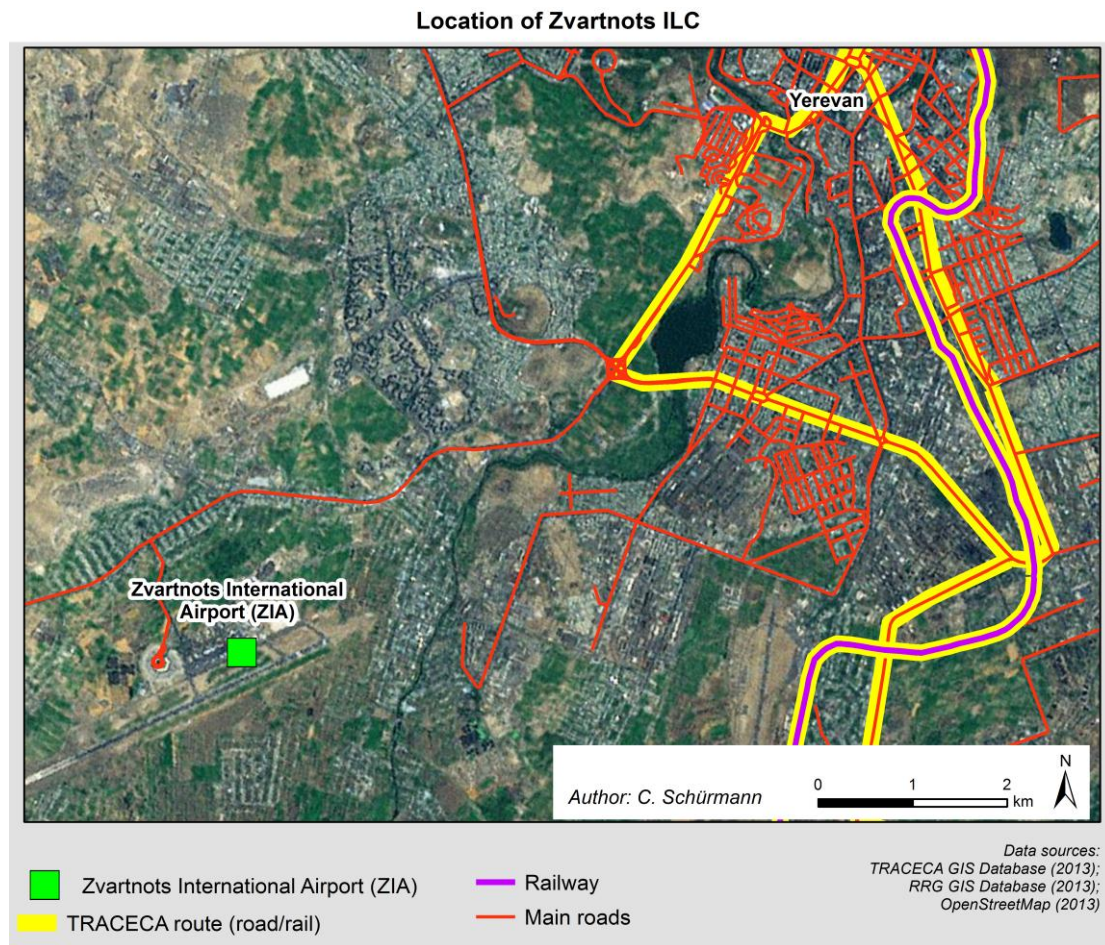 Location of Zvartnots ILC
Yerevan
Zvartnots International
Airport (ZIA)
N
Author: C. Schürmann
0 1 2
km
Zvartnots International Airport (ZIA)
TRACECA route (road/rail)
Railway
Main roads
Data sources:
TRACECA GIS Database (2013);
RRG GIS Database (2013);
OpenStreetMap (2013)